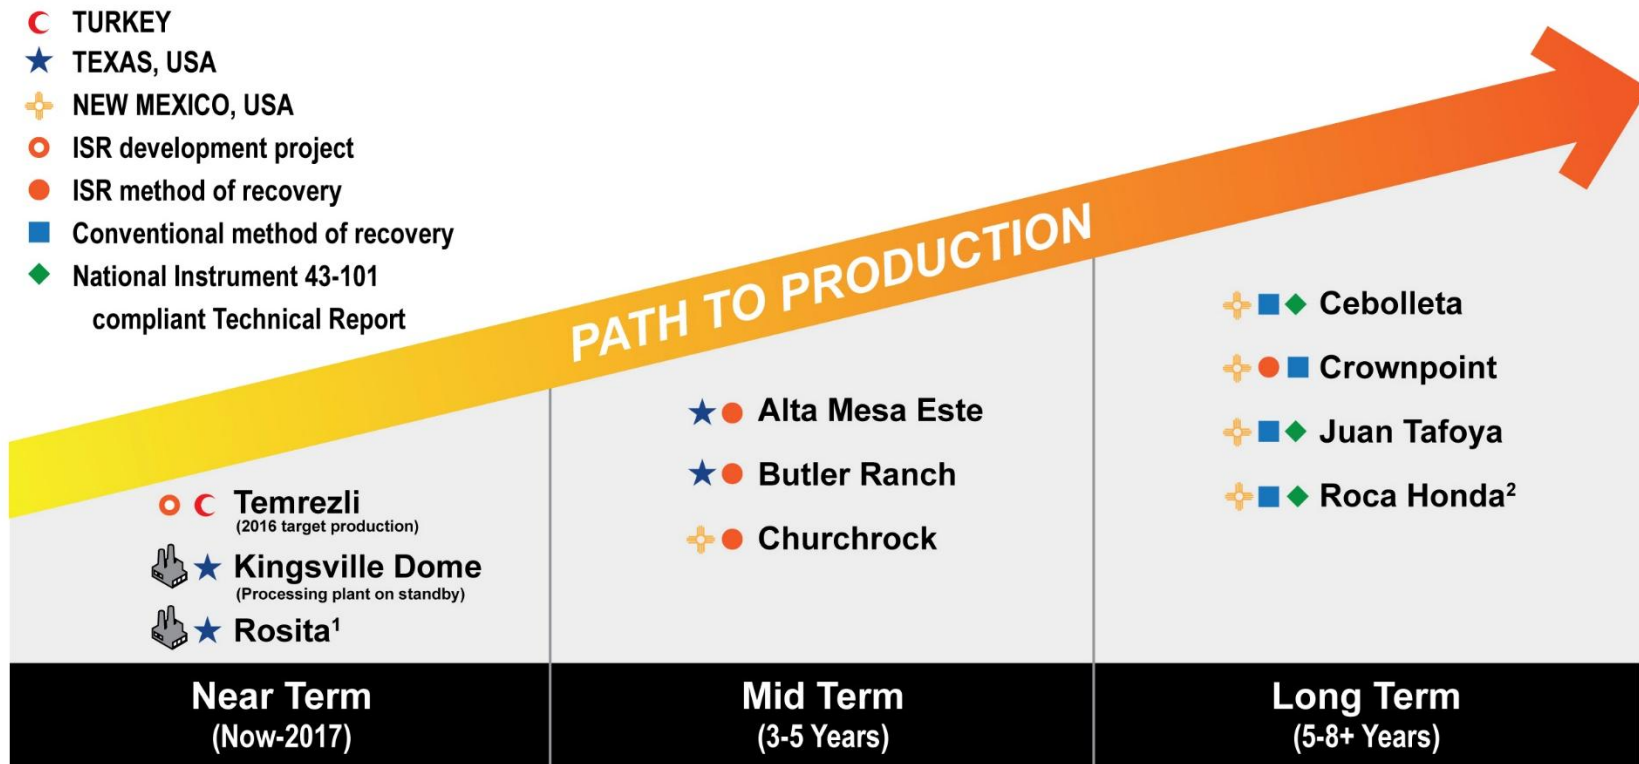 TURKEY
TEXAS, USA
NEW MEXICO, USA
ISR development project
ISR method of recovery
Conventional method of recovery
National Instrument 43-101
compliant Technical Report
PATH TO PRODUCTION
Temrezli
(2016 target production)
Kingsville Dome
(Processing plant on standby)
Rosita¹
Alta Mesa Este
Butler Ranch
Churchrock
Cebolleta
Crownpoint
Juan Tafoya
Roca Honda²
Near Term
(Now-2017)
Mid Term
(3-5 Years)
Long Term
(5-8+ Years)